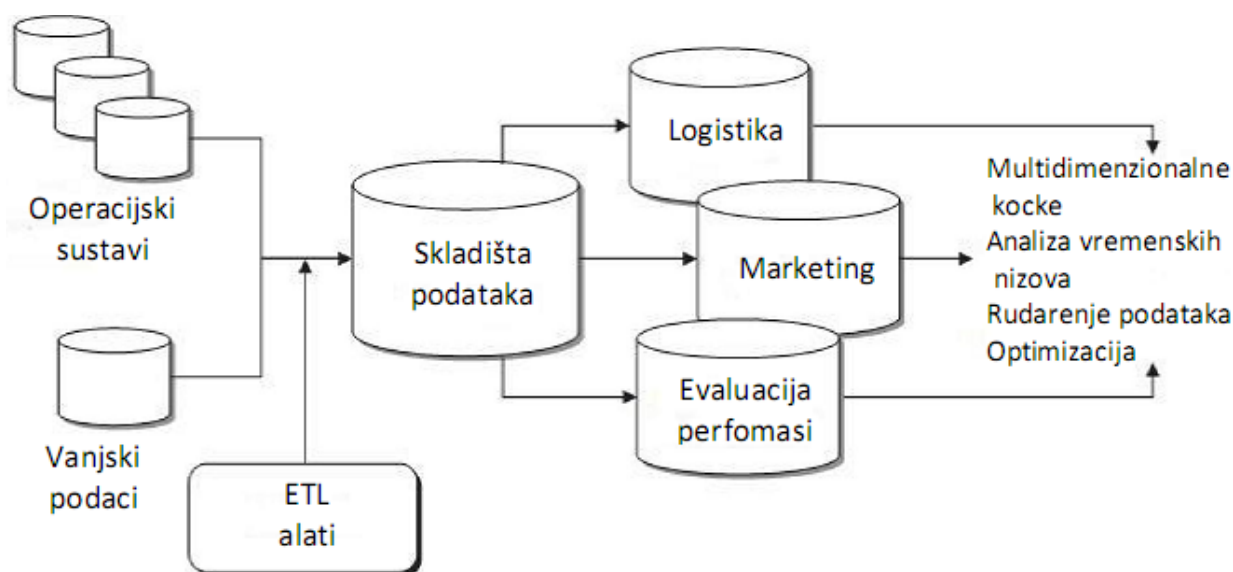 Operacijski
sustavi
Vanjski
podaci
ETL
alati
Skladišta
podataka
Logistika
Marketing
Evaluacija
perfomasi
Multidimenzionalne
kocke
Analiza vremenskih
nizova
Rudarenje podataka
Optimizacija